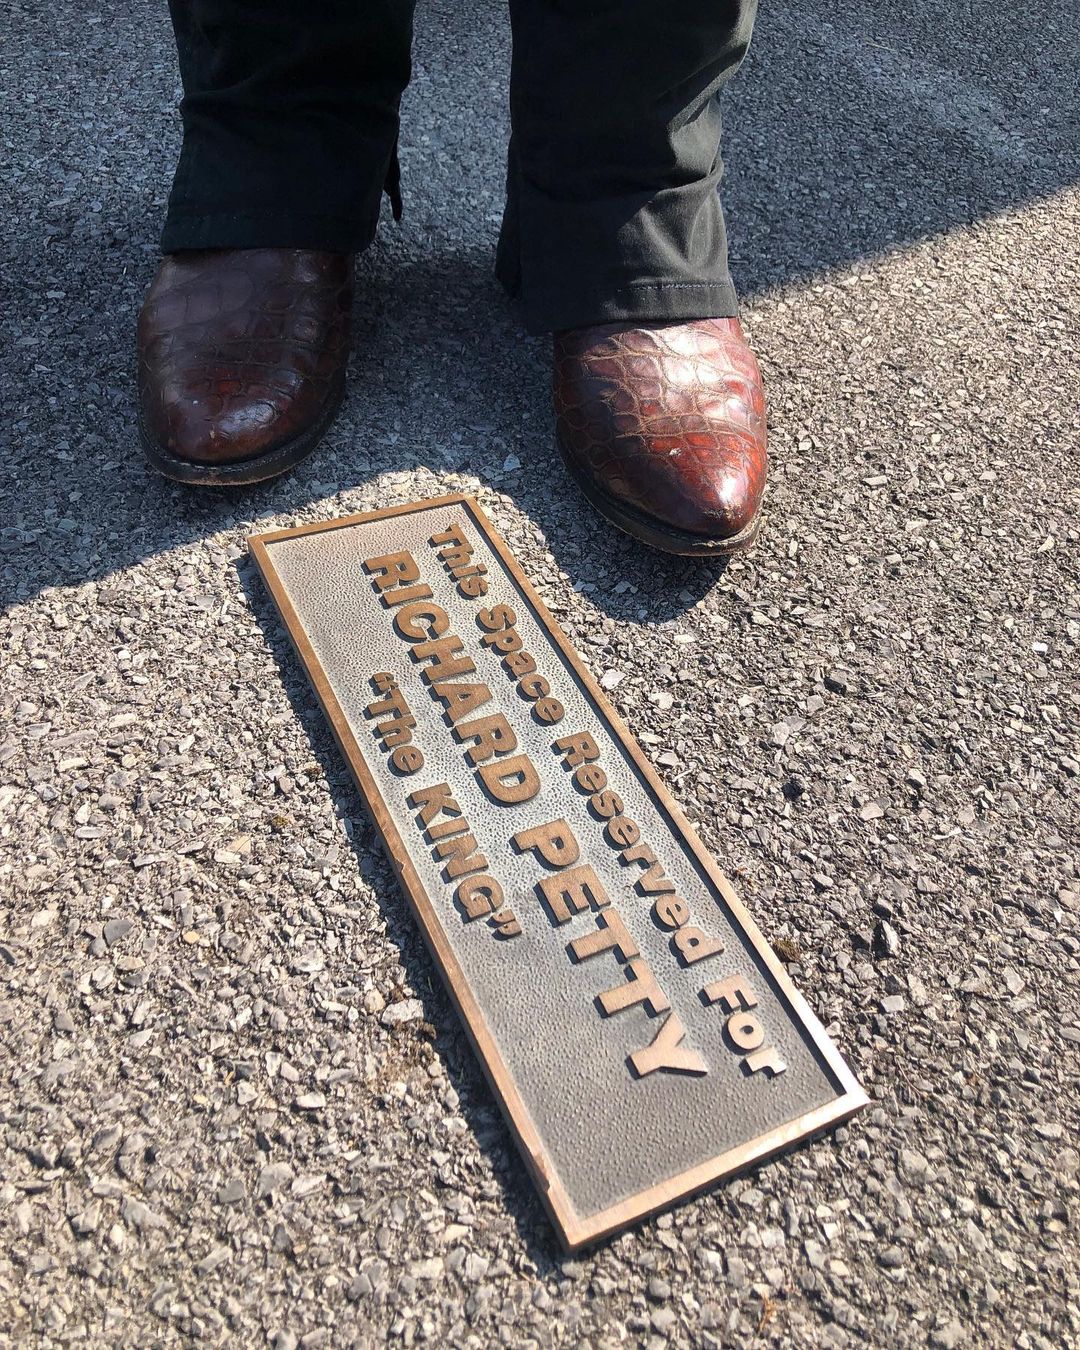 This Space Reserved For
RICHARD PETTY
“The KING”